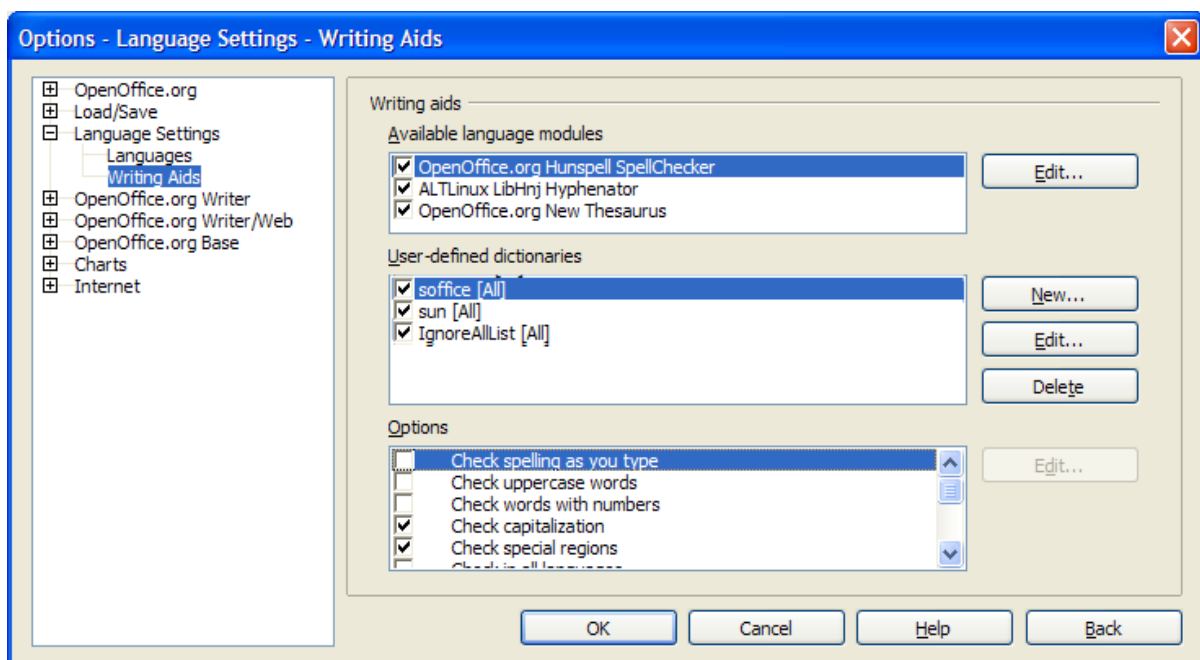 Options - Language Settings - Writing Aids
OpenOffice.org
Load/Save
Language Settings
Languages
Writing Aids
OpenOffice.org Writer
OpenOffice.org Writer/Web
OpenOffice.org Base
Charts
Internet
Writing aids
Available language modules
OpenOffice.org Hunspell SpellChecker
ALTLinux LibHnj Hyphenator
OpenOffice.org New Thesaurus
Edit...
User-defined dictionaries
soffice [All]
sun [All]
IgnoreAllList [All]
New...
Edit...
Delete
Options
Check spelling as you type
Check uppercase words
Check words with numbers
Check capitalization
Check special regions
Check in all languages
Edit...
OK
Cancel
Help
Back